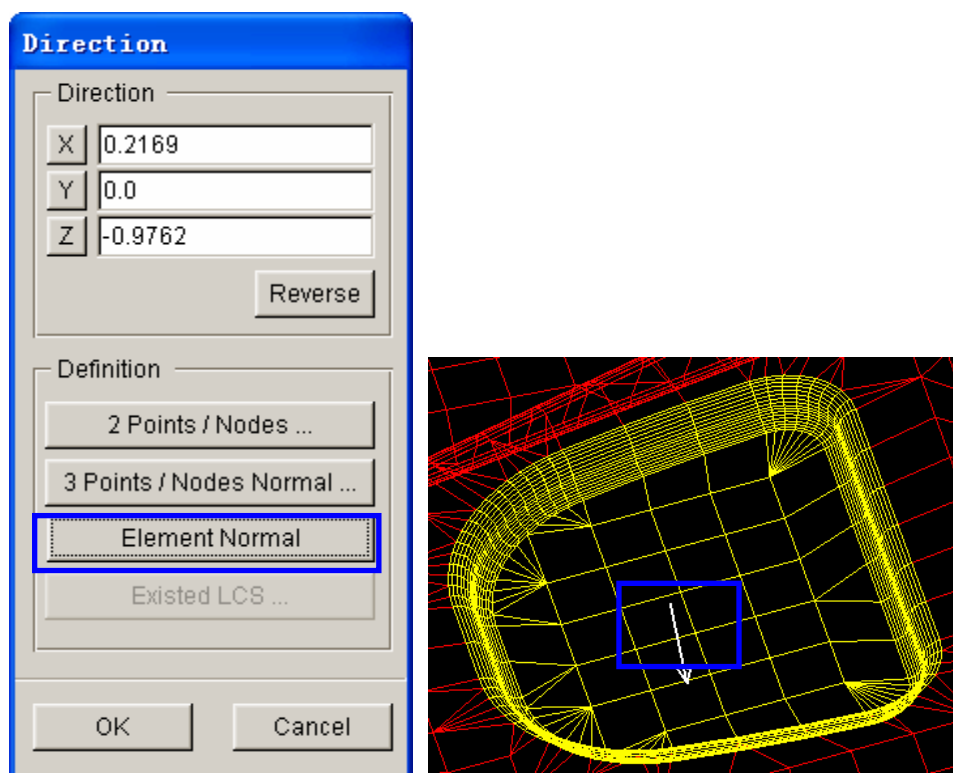 Direction
Direction
X 0.2169
Y 0.0
Z -0.9762
Reverse
Definition
2 Points / Nodes ...
3 Points / Nodes Normal ...
Element Normal
Existed LCS ...
OK Cancel